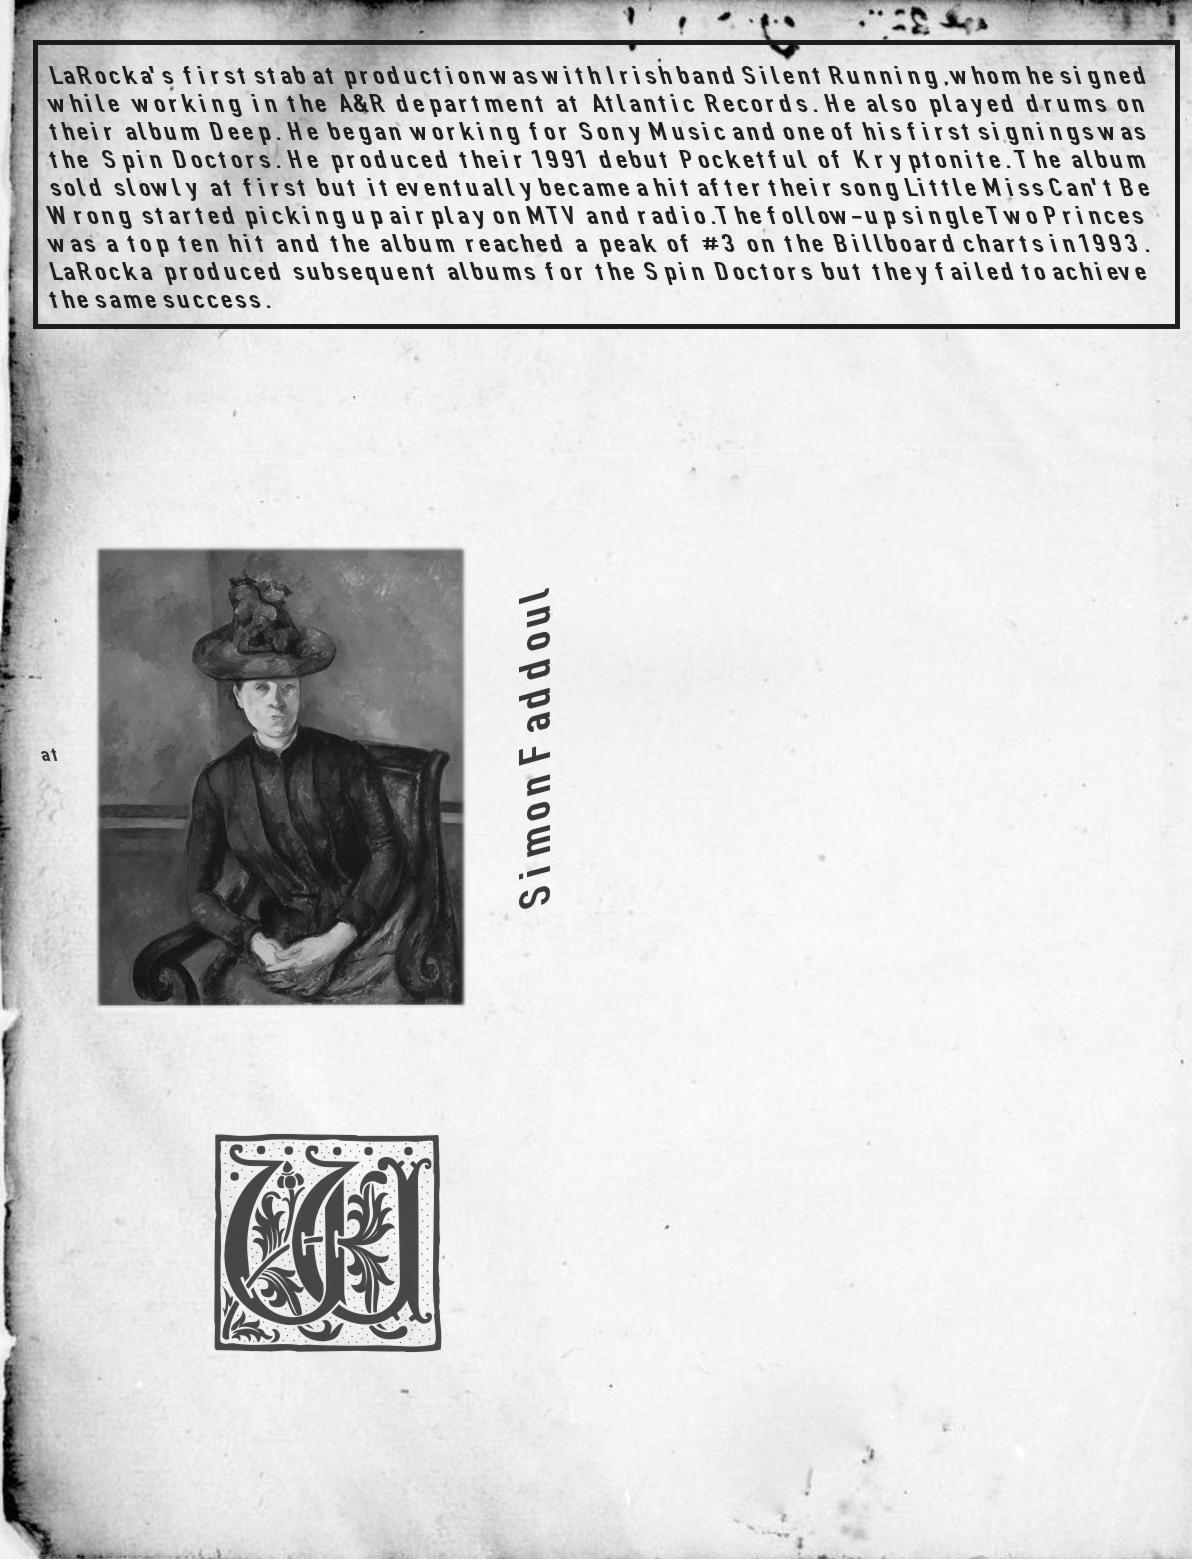 LaRocka's first stab at production was with Irish band Silent Running, whom he signed
while working in the A&R department at Atlantic Records. He also played drums on
their album Deep. He began working for Sony Music and one of his first signings was
the Spin Doctors. He produced their 1991 debut Pocketful of Kryptonite. The album
sold slowly at first but it eventually became a hit after their song Little Miss Can't Be
Wrong started picking up airplay on MTV and radio. The follow-up single Two Princes
was a top ten hit and the album reached a peak of #3 on the Billboard charts in 1993.
LaRocka produced subsequent albums for the Spin Doctors but they failed to achieve
the same success.
at
Simon Faddoul
W